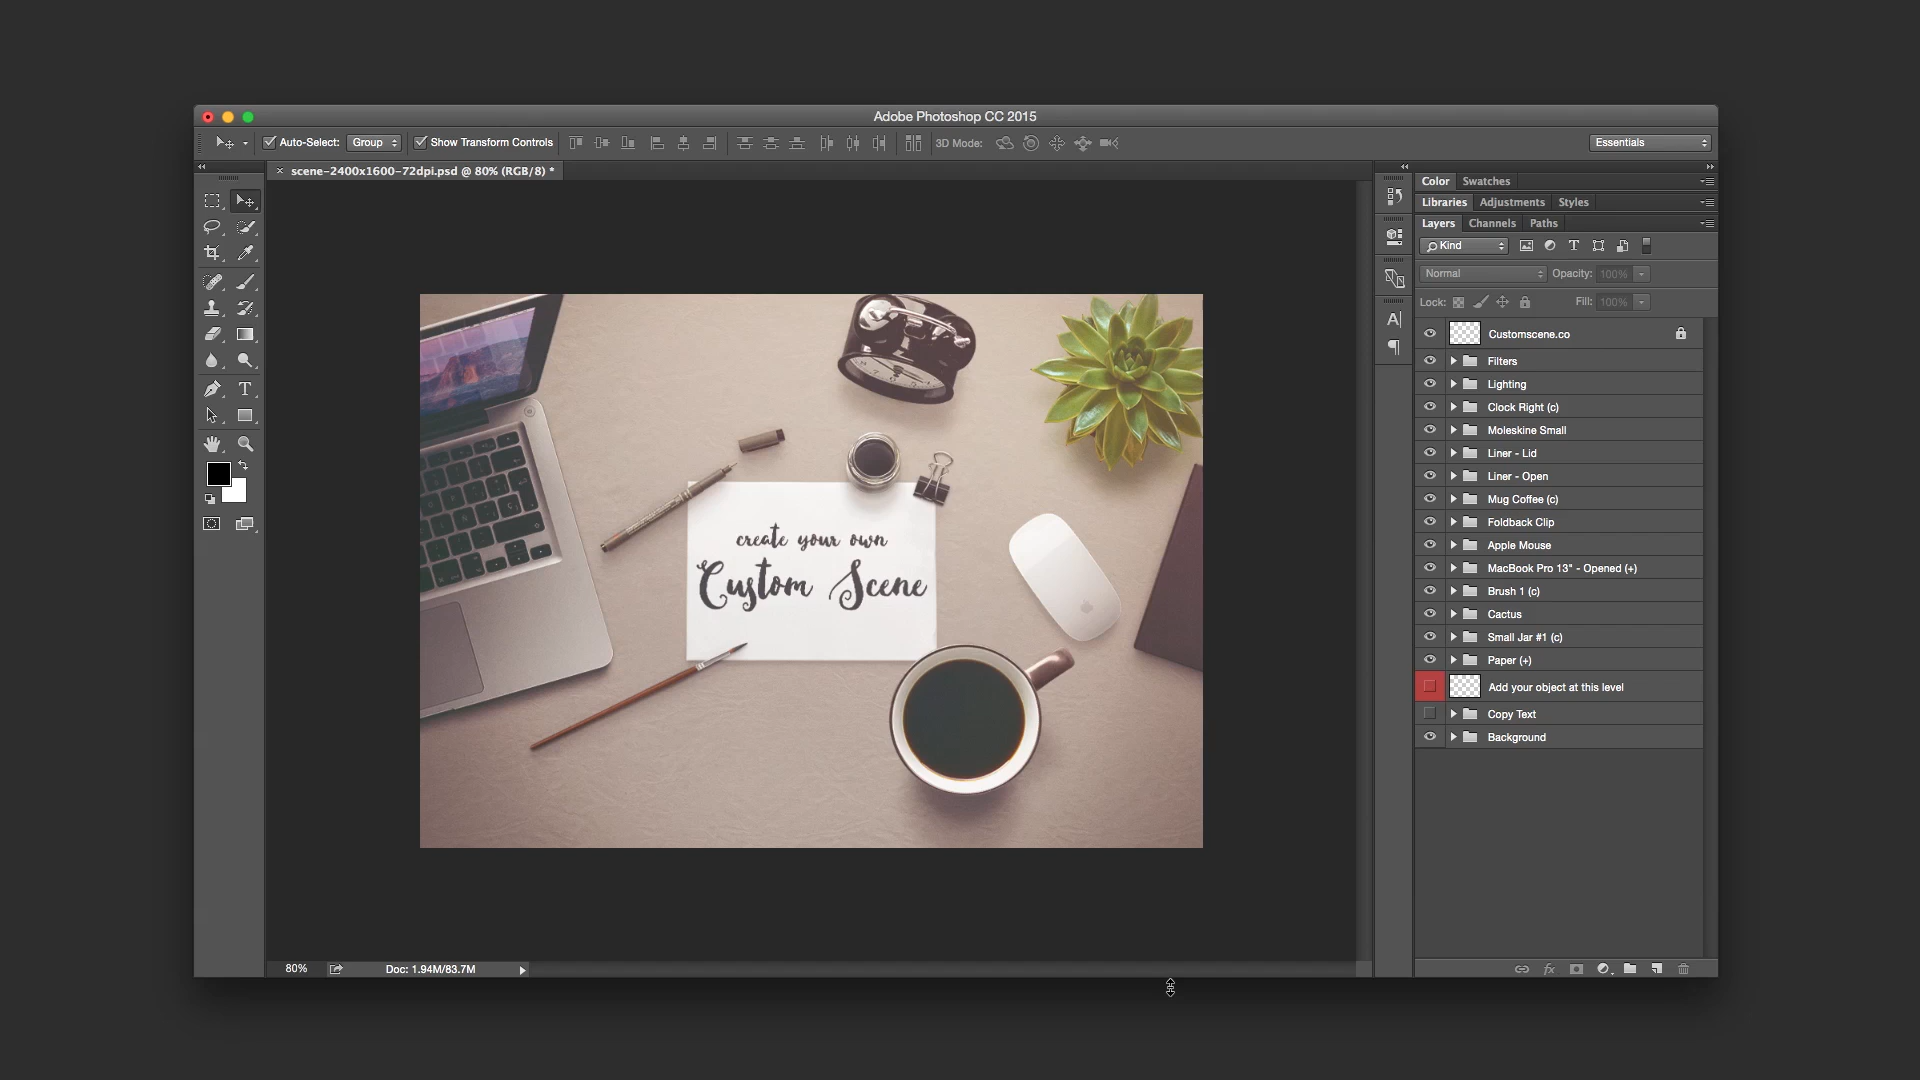 Adobe Photoshop CC 2015
Auto-Select: Group Show Transform Controls 3D Mode: Essentials
scene-2400x1600-72dpi.psd @ 80% (RGB/8) *
Color Swatches
Libraries Adjustments Styles
Layers Channels Paths
Kind
Normal Opacity: 100%
Lock: Fill: 100%
Customscene.co
Filters
Lighting
Clock Right (c)
Moleskine Small
Liner - Lid
Liner - Open
Mug Coffee (c)
Foldback Clip
Apple Mouse
MacBook Pro 13" - Opened (+)
Brush 1 (c)
Cactus
Small Jar #1 (c)
Paper (+)
Add your object at this level
Copy Text
Background
create your own
Custom Scene
80% Doc: 1.94M/83.7M